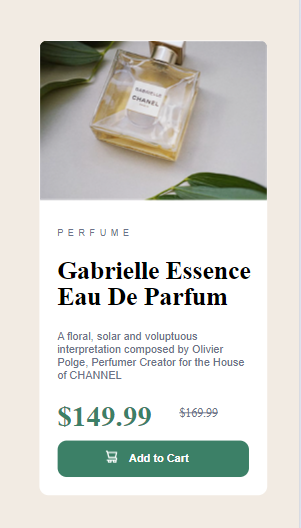 GABRIELLE
CHANEL
PERFUME
Gabrielle Essence
Eau De Parfum
A floral, solar and voluptuous
interpretation composed by Olivier
Polge, Perfumer Creator for the House
of CHANNEL
$149.99 $169.99
Add to Cart